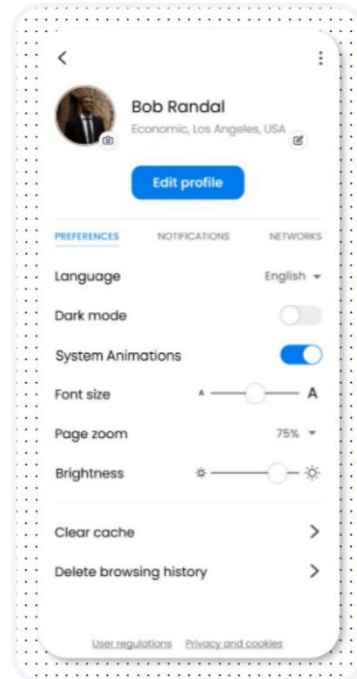 Bob Randal
Economic, Los Angeles, USA
Edit profile
PREFERENCES NOTIFICATIONS NETWORKS
Language English
Dark mode
System Animations
Font size A A
Page zoom 75%
Brightness
Clear cache
Delete browsing history
User regulations Privacy and cookies